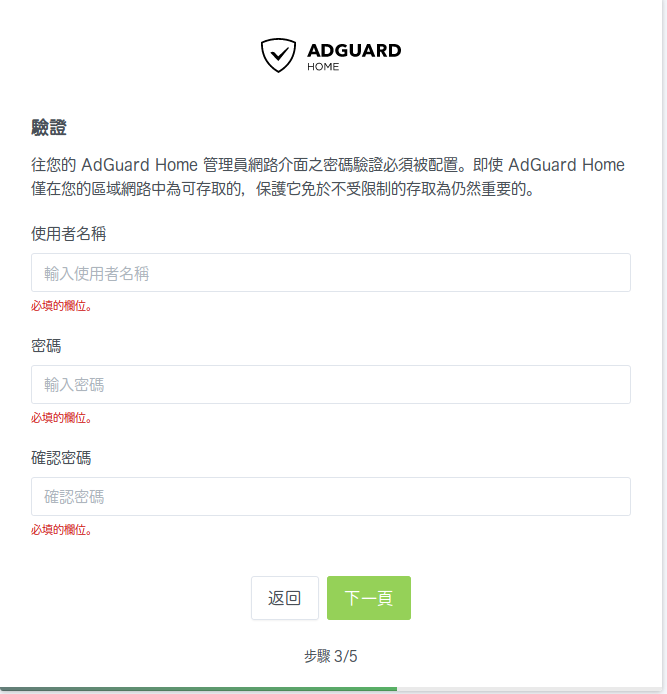 ADGUARD
HOME
驗證
往您的 AdGuard Home 管理員網路介面之密碼驗證必須被配置。即使 AdGuard Home
僅在您的區域網路中為可存取的，保護它免於不受限制的存取為仍然重要的。
使用者名稱
輸入使用者名稱
必填的欄位。
密碼
輸入密碼
必填的欄位。
確認密碼
確認密碼
必填的欄位。
返回
下一頁
步驟 3/5